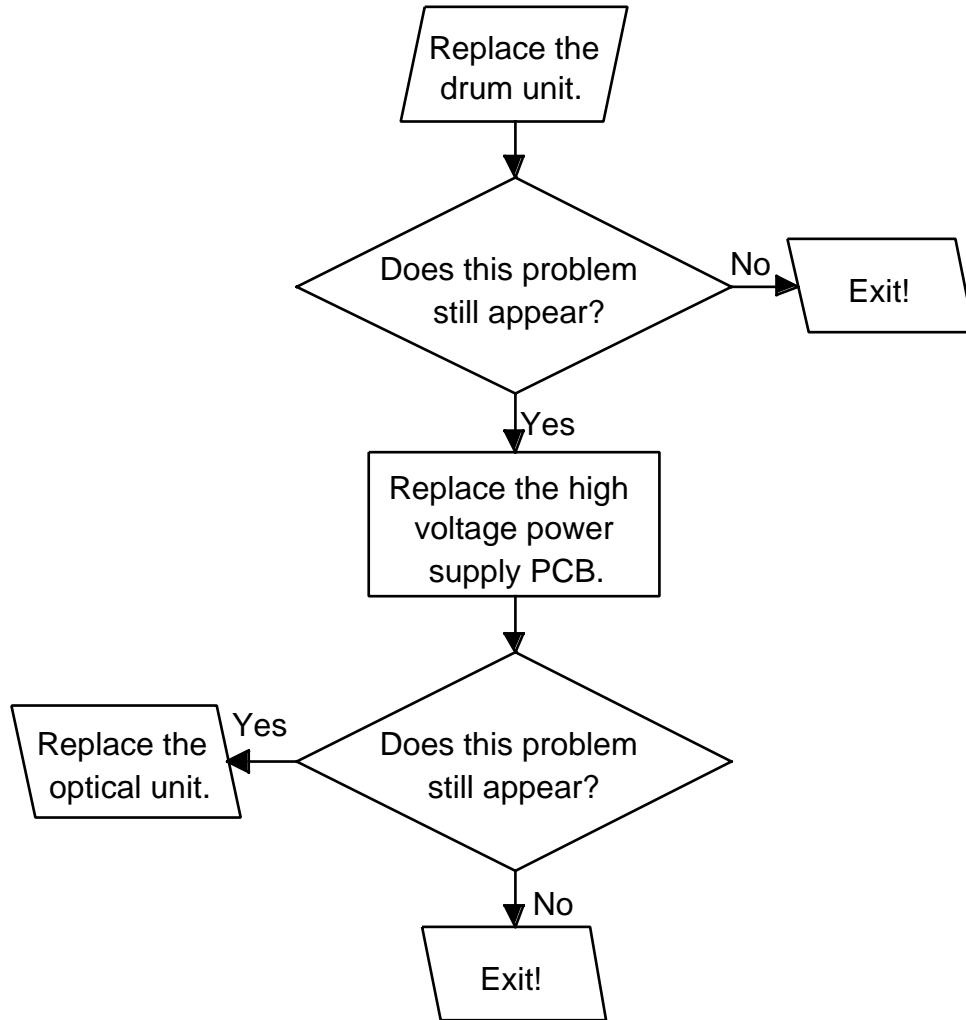 Replace the
drum unit.
Does this problem
still appear?
No
Exit!
Yes
Replace the high
voltage power
supply PCB.
Yes
Replace the
optical unit.
Does this problem
still appear?
No
Exit!